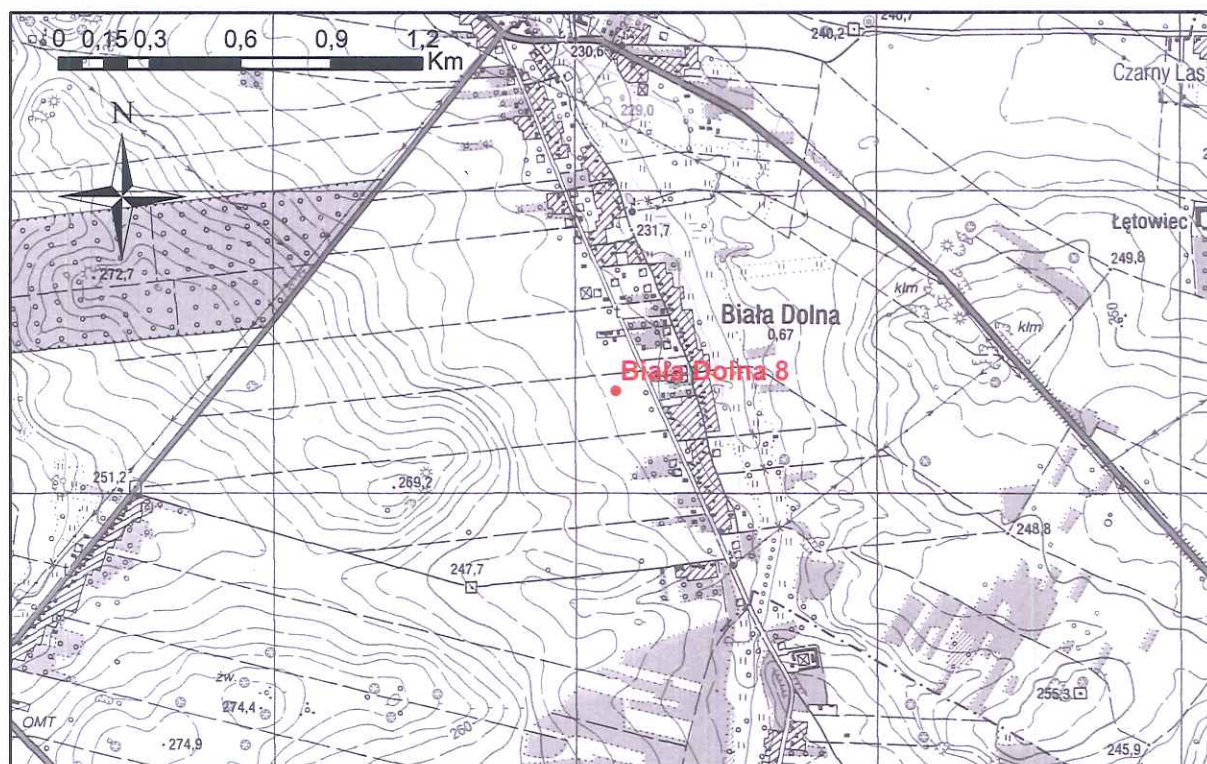 0 0,15 0,3 0,6 0,9 1,2
Km
N
230,6
240,2
240,7
Czarny Las
229,0
231,7
Łętowiec
249,8
272,7
klm
klm
250
Biała Dolna
0,67
Biała Dolna 8
251,2
269,2
248,8
247,7
zw.
274,4
255,3
OMT
274,9
260
245,9